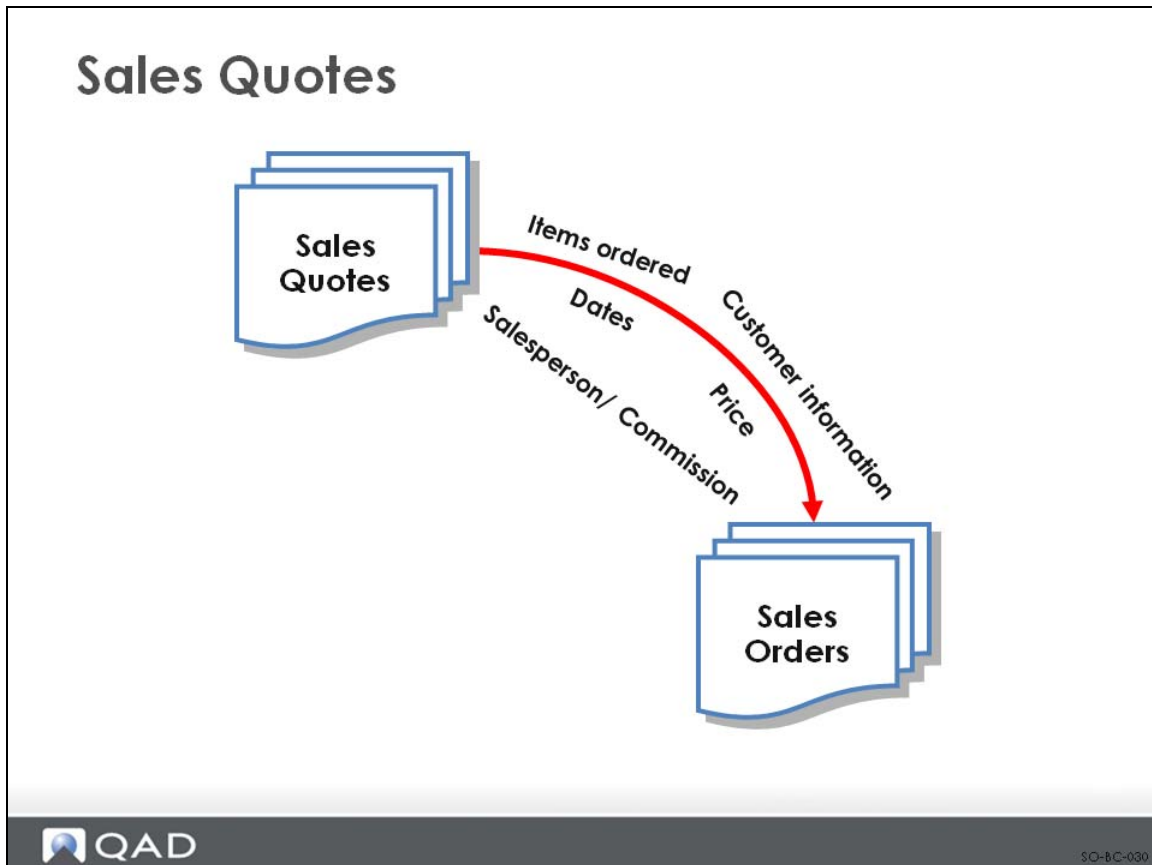 Sales Quotes
Sales
Quotes
Items ordered
Dates
Customer information
Price
Salesperson/ Commission
Sales
Orders
QAD
SO-BC-030